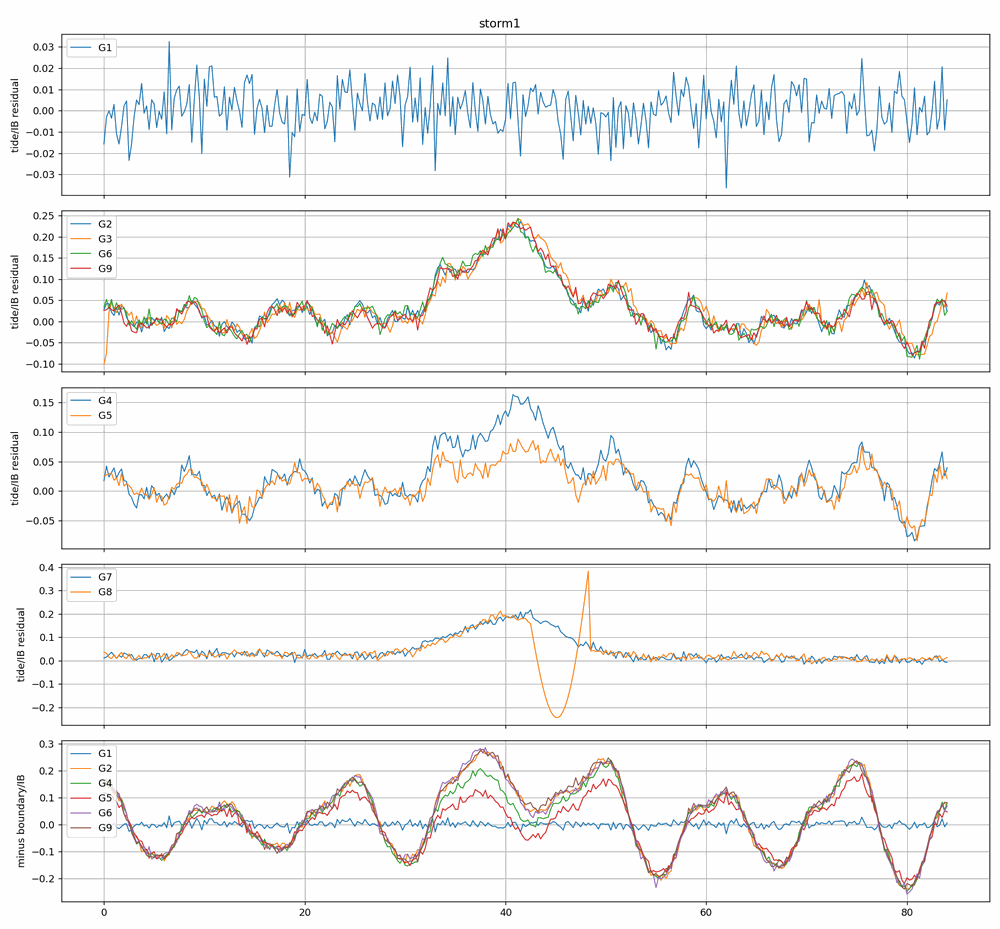 storm1
tide/IB residual
0.03
0.02
0.01
0.00
−0.01
−0.02
−0.03
G1
tide/IB residual
0.25
0.20
0.15
0.10
0.05
0.00
−0.05
−0.10
G2
G3
G6
G9
tide/IB residual
0.15
0.10
0.05
0.00
−0.05
G4
G5
tide/IB residual
0.4
0.3
0.2
0.1
0.0
−0.1
−0.2
G7
G8
minus boundary/IB
0.3
0.2
0.1
0.0
−0.1
−0.2
G1
G2
G4
G5
G6
G9
0 20 40 60 80